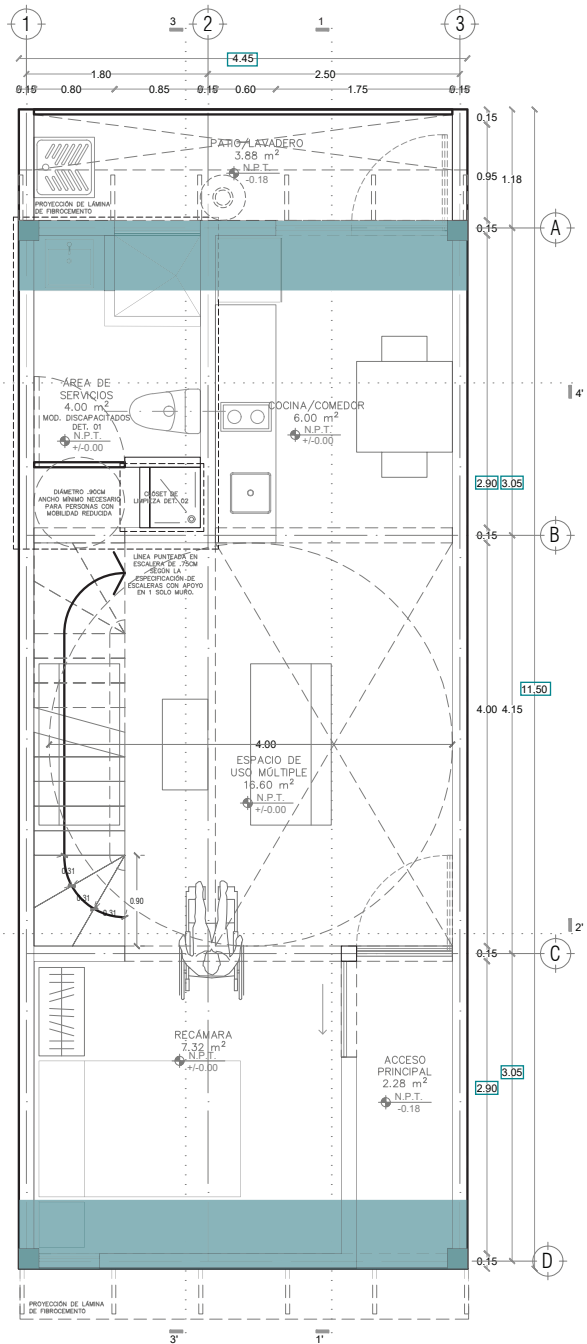 1
2
3
3
1
4.45
1.80
2.50
0.15
0.80
0.85
0.15
0.60
1.75
0.15
0.15
PATIO/LAVADERO
3.88 m²
N.P.T.
-0.18
0.95
1.18
PROYECCIÓN DE LÁMINA
DE FIBROCEMENTO
0.15
A
4'
ÁREA DE
SERVICIOS
4.00 m²
MOD. DISCAPACITADOS
DET. 01
N.P.T.
+/-0.00
COCINA/COMEDOR
6.00 m²
N.P.T.
+/-0.00
2.90
3.05
DIÁMETRO .90CM
ANCHO MÍNIMO NECESARIO
PARA PERSONAS CON
MOBILIDAD REDUCIDA
CLOSET DE
LIMPIEZA DET. 02
0.15
B
LÍNEA PUNTEADA EN
ESCALERA DE .75CM
SEGÚN LA
ESPECIFICACIÓN DE
ESCALERAS CON APOYO
EN 1 SOLO MURO.
11.50
4.00
4.15
4.00
ESPACIO DE
USO MÚLTIPLE
16.60 m²
N.P.T.
+/-0.00
0.31
0.31
0.31
0.90
2'
0.15
C
RECÁMARA
7.32 m²
N.P.T.
+/-0.00
ACCESO
PRINCIPAL
2.28 m²
N.P.T.
-0.18
3.05
2.90
0.15
D
PROYECCIÓN DE LÁMINA
DE FIBROCEMENTO
3'
1'